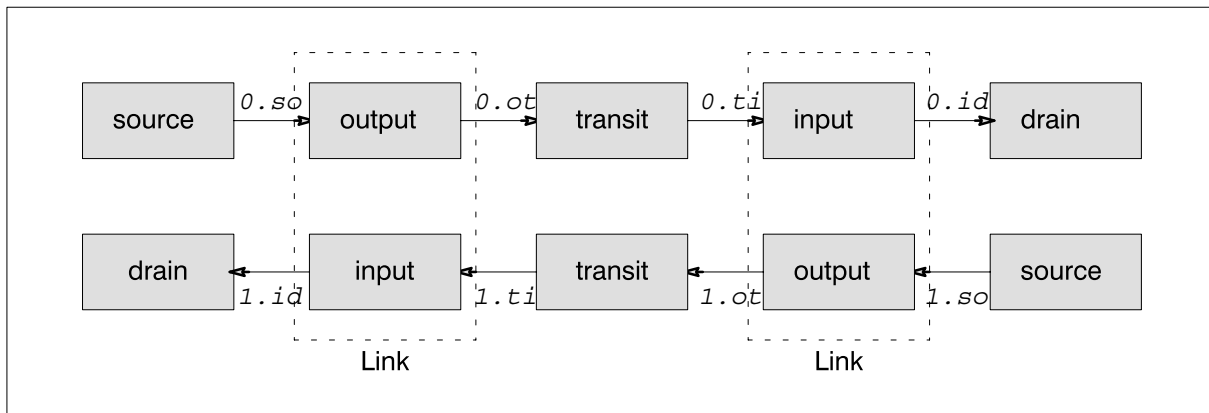 0.so 0.ot 0.ti 0.id
source output transit input drain
drain input transit output source
1.id 1.ti 1.ot 1.so
Link Link